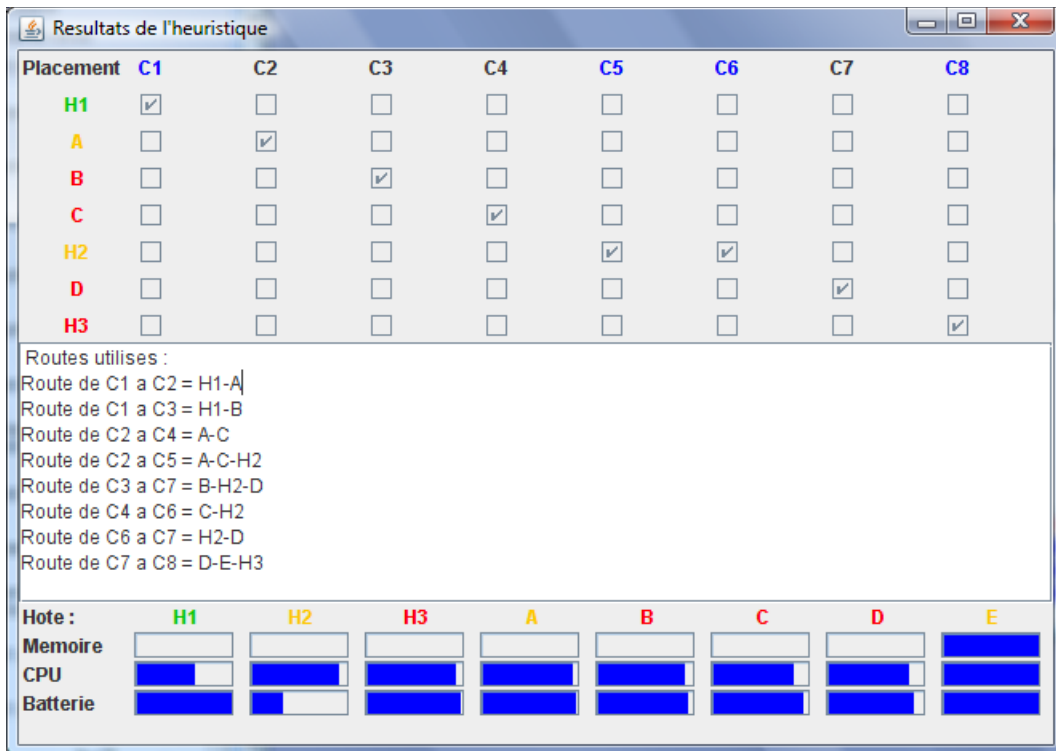 Resultats de l'heuristique
Placement C1 C2 C3 C4 C5 C6 C7 C8
H1
A
B
C
H2
D
H3
Routes utilises :
Route de C1 a C2 = H1-A
Route de C1 a C3 = H1-B
Route de C2 a C4 = A-C
Route de C2 a C5 = A-C-H2
Route de C3 a C7 = B-H2-D
Route de C4 a C6 = C-H2
Route de C6 a C7 = H2-D
Route de C7 a C8 = D-E-H3
Hote : H1 H2 H3 A B C D E
Memoire
CPU
Batterie